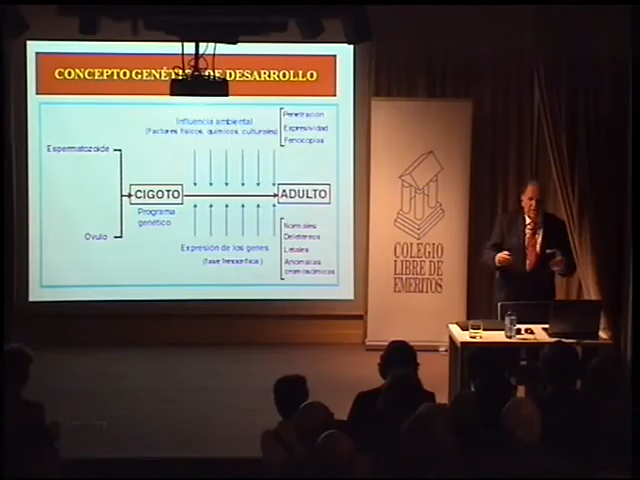 CONCEPTO GENÉTICO DE DESARROLLO
Influencia ambiental
(Factores físicos, químicos, culturales)
Penetración
Expresividad
Fenocopias
Espermatozoide
CIGOTO
ADULTO
Programa
genético
Óvulo
Expresión de los genes
(fase fenocrítica)
Normales
Deletéreos
Letales
Anomalías
cromosómicas
COLEGIO
LIBRE DE
EMÉRITOS